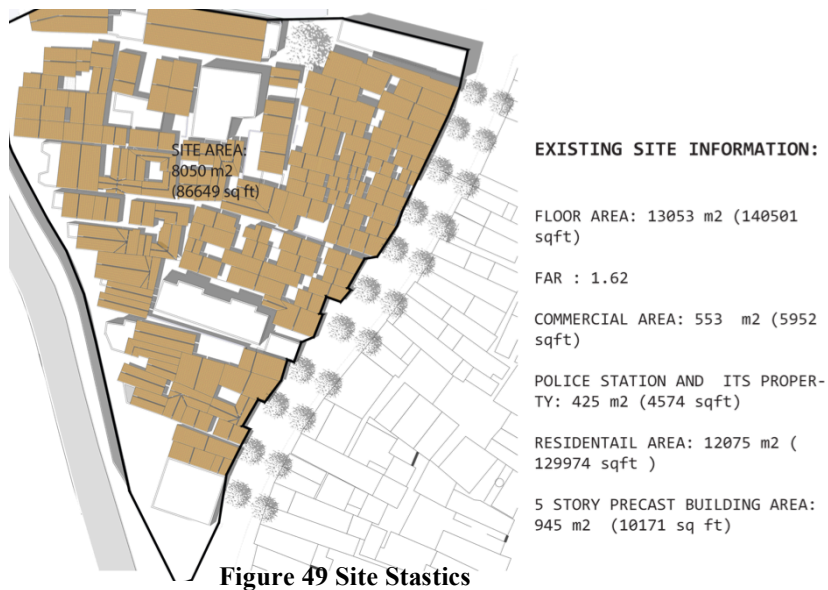 SITE AREA:
8050 m2
(86649 sq ft)
EXISTING SITE INFORMATION:
FLOOR AREA: 13053 m2 (140501
sqft)
FAR : 1.62
COMMERCIAL AREA: 553 m2 (5952
sqft)
POLICE STATION AND ITS PROPER-
TY: 425 m2 (4574 sqft)
RESIDENTAIL AREA: 12075 m2 (
129974 sqft )
5 STORY PRECAST BUILDING AREA:
945 m2 (10171 sq ft)
Figure 49 Site Stastics